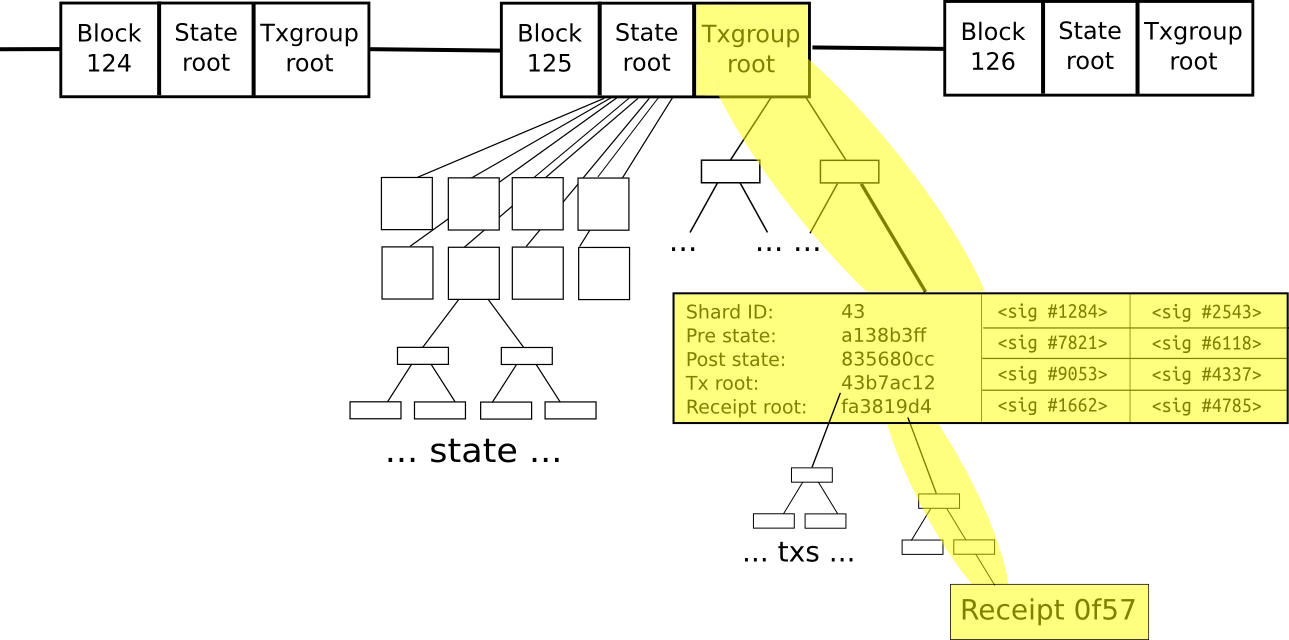 Block
124
State
root
Txgroup
root
Block
125
State
root
Txgroup
root
Block
126
State
root
Txgroup
root
...
... ...
Shard ID: 43
Pre state: a138b3ff
Post state: 835680cc
Tx root: 43b7ac12
Receipt root: fa3819d4
<sig #1284> <sig #2543>
<sig #7821> <sig #6118>
<sig #9053> <sig #4337>
<sig #1662> <sig #4785>
... state ...
... txs ...
Receipt 0f57